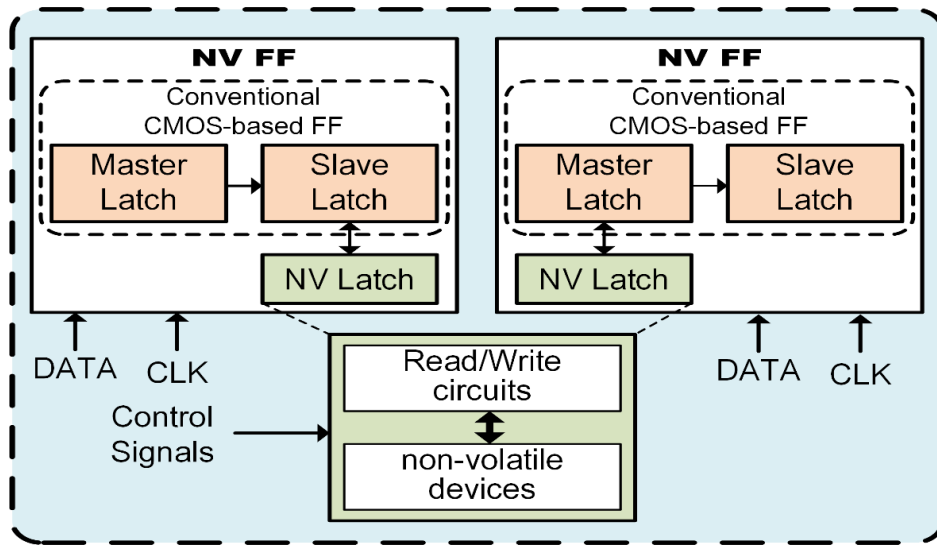 NV FF
Conventional
CMOS-based FF
Master
Latch
Slave
Latch
NV Latch
DATA
CLK
NV FF
Conventional
CMOS-based FF
Master
Latch
Slave
Latch
NV Latch
DATA
CLK
Control
Signals
Read/Write
circuits
non-volatile
devices